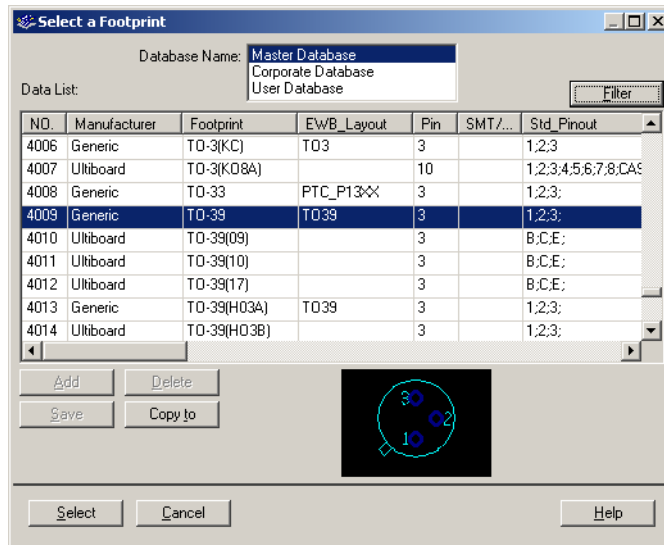 Select a Footprint
Database Name: Master Database
Corporate Database
User Database
Data List:
Filter
NO. Manufacturer Footprint EWB_Layout Pin SMT/... Std_Pinout
4006 Generic TO-3(KC) TO3 3 1;2;3
4007 Ultiboard TO-3(KO8A) 10 1;2;3;4;5;6;7;8;CAS
4008 Generic TO-33 PTC_P13XX 3 1;2;3;
4009 Generic TO-39 TO39 3 1;2;3;
4010 Ultiboard TO-39(09) 3 B;C;E;
4011 Ultiboard TO-39(10) 3 B;C;E;
4012 Ultiboard TO-39(17) 3 B;C;E;
4013 Generic TO-39(H03A) TO39 3 1;2;3;
4014 Ultiboard TO-39(HO3B) 3 1;2;3;
Add Delete
Save Copy to
3
2
1
Select Cancel Help